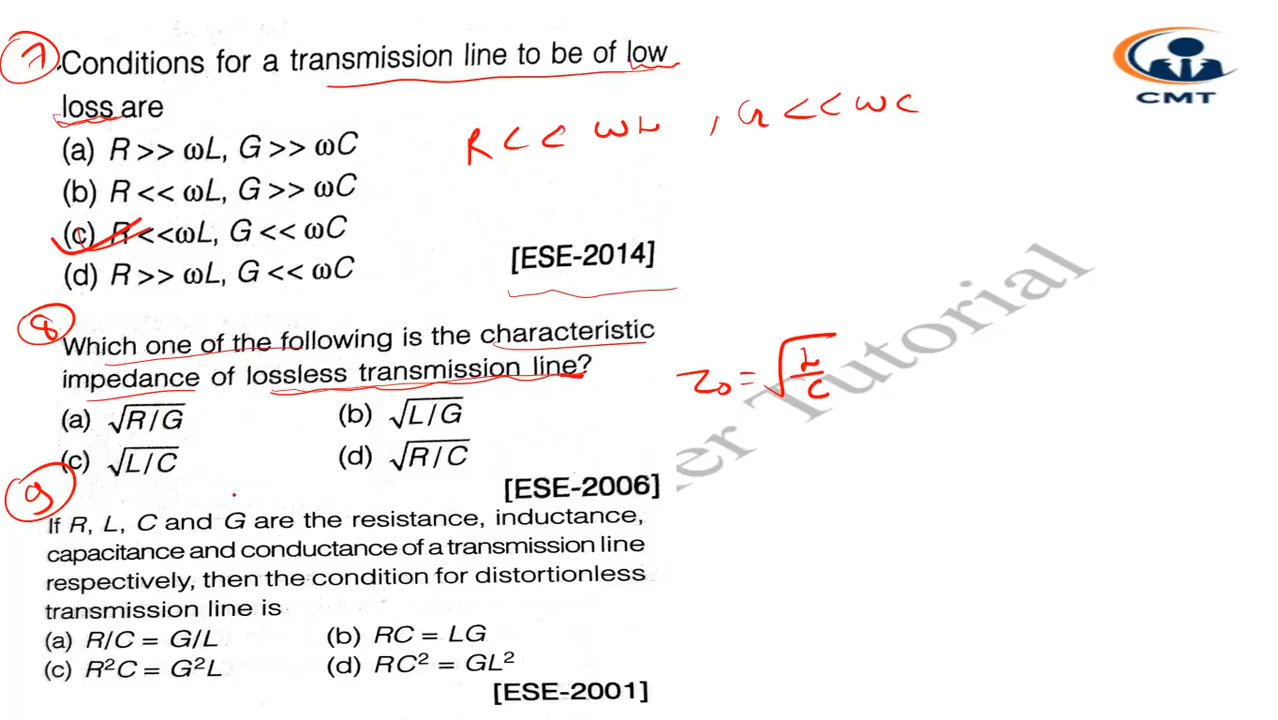 7
Conditions for a transmission line to be of low
loss are
(a) R >> ωL, G >> ωC
(b) R << ωL, G >> ωC
(c) R <<ωL, G << ωC
(d) R >> ωL, G << ωC
[ESE-2014]
R << ωL , G << ωC
CMT
8
Which one of the following is the characteristic
impedance of lossless transmission line?
(a) √R/G (b) √L/G
(c) √L/C (d) √R/C
[ESE-2006]
Z0 = √L/C
9
If R, L, C and G are the resistance, inductance,
capacitance and conductance of a transmission line
respectively, then the condition for distortionless
transmission line is
(a) R/C = G/L (b) RC = LG
(c) R²C = G²L (d) RC² = GL²
[ESE-2001]
er Tutorial